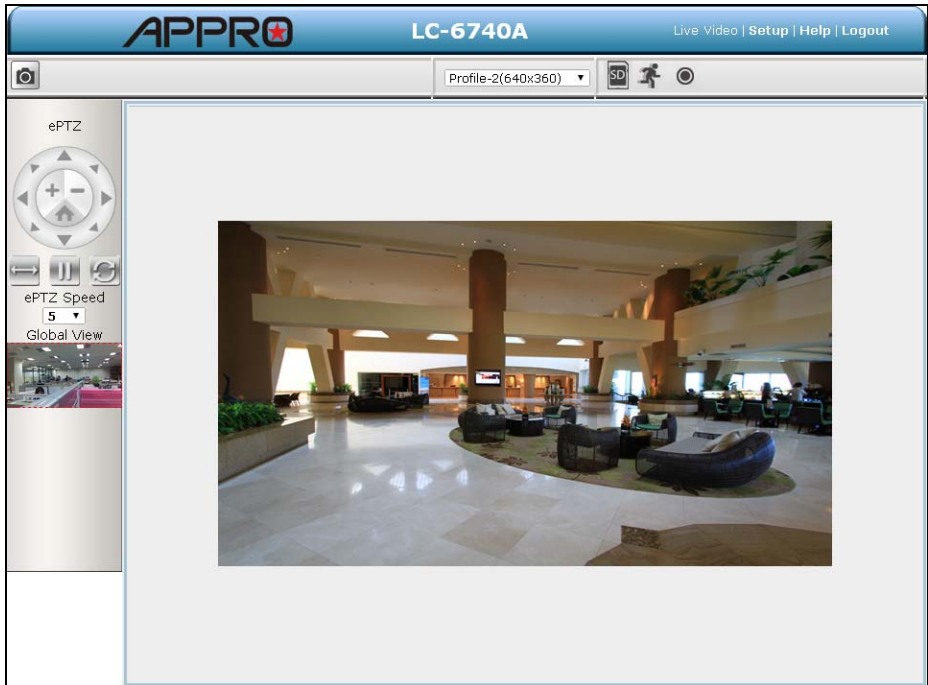 APPRO
LC-6740A
Live Video | Setup | Help | Logout
Profile-2(640x360)
SD
ePTZ
ePTZ Speed
5
Global View